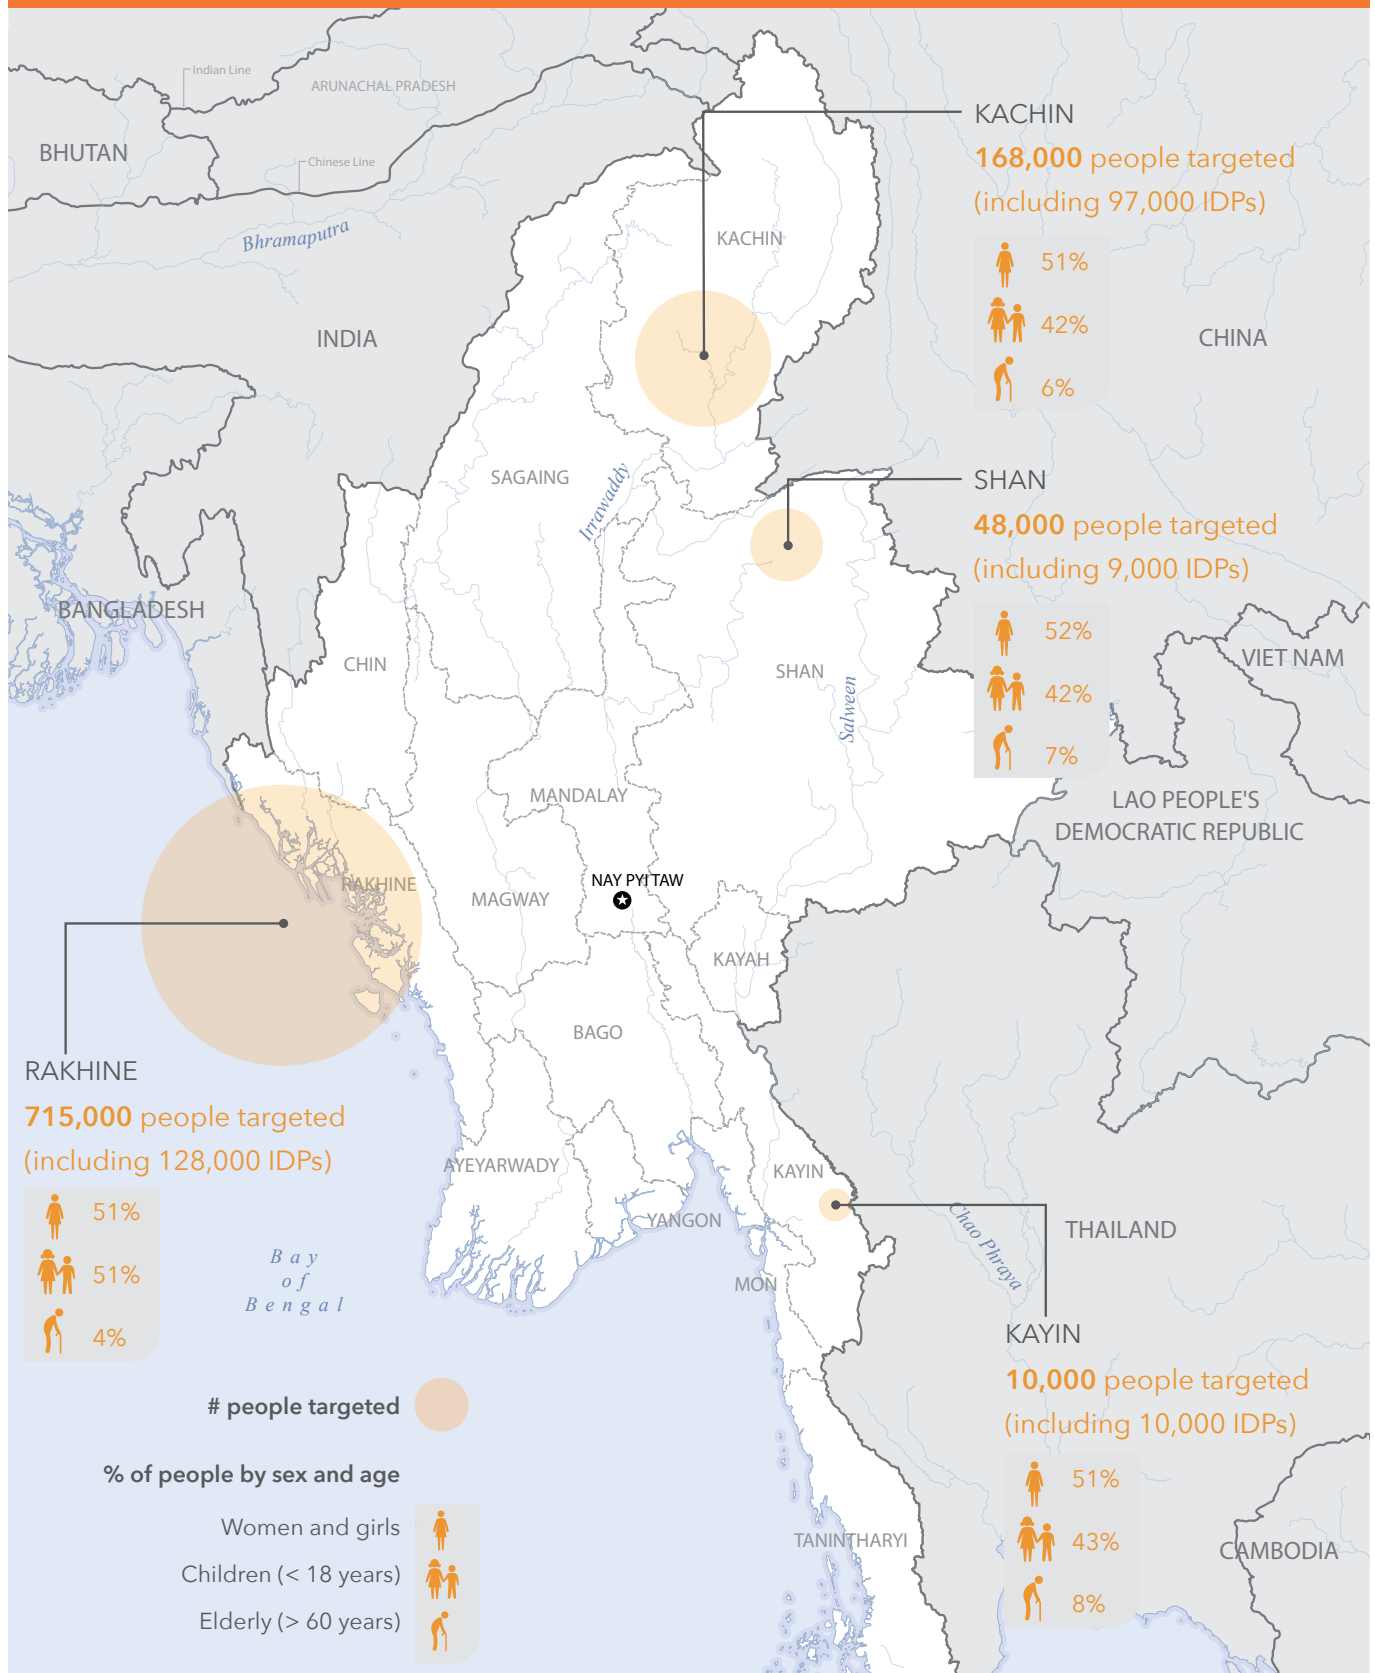 Indian Line
ARUNACHAL PRADESH
BHUTAN
Chinese Line
Bhramaputra
INDIA
CHINA
KACHIN
KACHIN
168,000 people targeted
(including 97,000 IDPs)
51%
42%
6%
SAGAING
Irrawaddy
SHAN
48,000 people targeted
(including 9,000 IDPs)
52%
42%
7%
BANGLADESH
CHIN
SHAN
Salween
VIET NAM
LAO PEOPLE'S
DEMOCRATIC REPUBLIC
MANDALAY
RAKHINE
MAGWAY
NAY PYI TAW
KAYAH
BAGO
RAKHINE
715,000 people targeted
(including 128,000 IDPs)
51%
51%
4%
AYEYARWADY
YANGON
KAYIN
MON
Bay
of
Bengal
Chao Phraya
THAILAND
KAYIN
10,000 people targeted
(including 10,000 IDPs)
51%
43%
8%
TANINTHARYI
CAMBODIA
# people targeted
% of people by sex and age
Women and girls
Children (< 18 years)
Elderly (> 60 years)